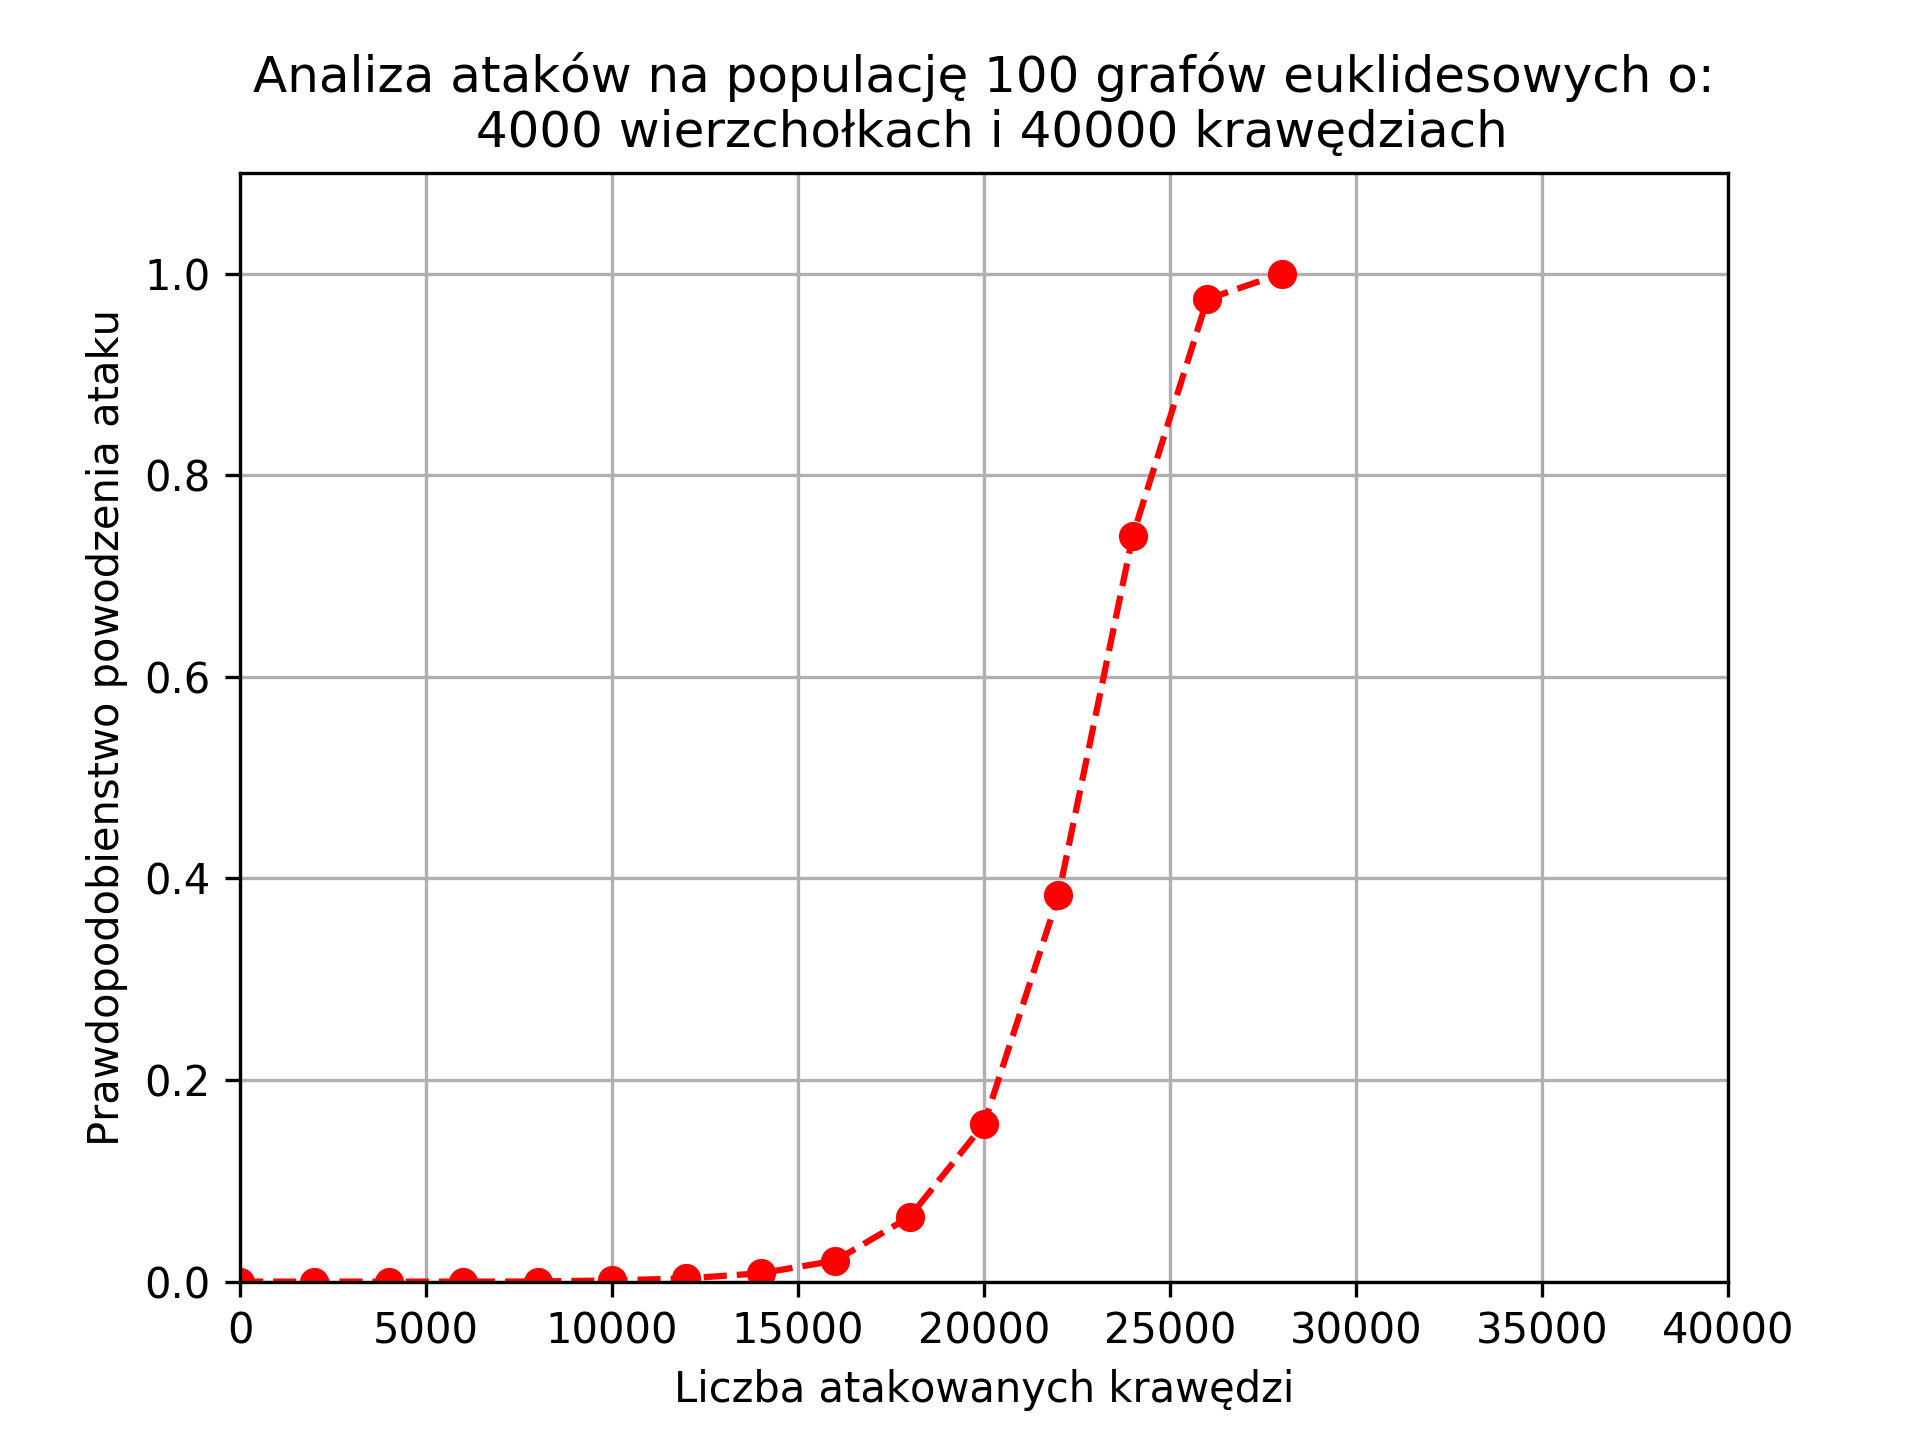 Analiza ataków na populację 100 grafów euklidesowych o:
4000 wierzchołkach i 40000 krawędziach
Prawdopodobienstwo powodzenia ataku
1.0
0.8
0.6
0.4
0.2
0.0
0 5000 10000 15000 20000 25000 30000 35000 40000
Liczba atakowanych krawędzi